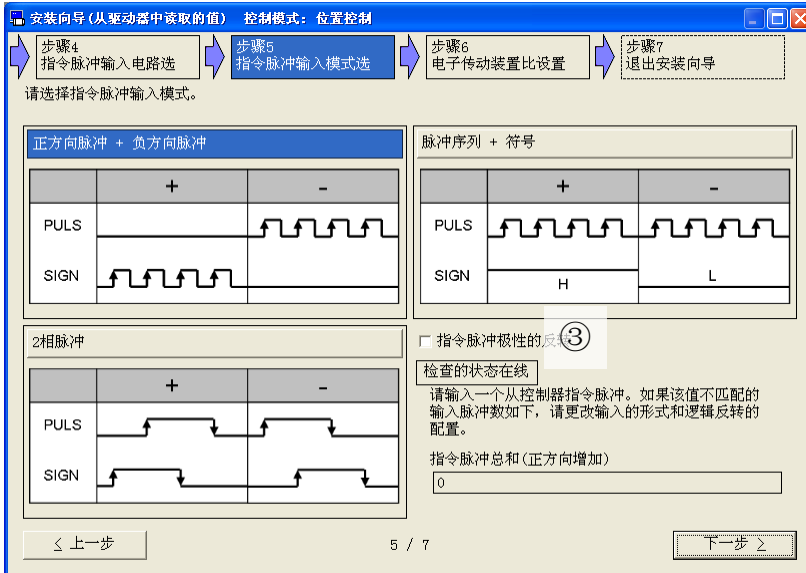 安装向导(从驱动器中读取的值) 控制模式: 位置控制
步骤4
指令脉冲输入电路选
步骤5
指令脉冲输入模式选
步骤6
电子传动装置比设置
步骤7
退出安装向导
请选择指令脉冲输入模式。
正方向脉冲 + 负方向脉冲
+ -
PULS
SIGN
脉冲序列 + 符号
+ -
PULS
SIGN H L
2相脉冲
+ -
PULS
SIGN
指令脉冲极性的反转
③
检查的状态在线
请输入一个从控制器指令脉冲。如果该值不匹配的
输入脉冲数如下，请更改输入的形式和逻辑反转的
配置。
指令脉冲总和(正方向增加)
0
≤ 上一步
5 / 7
下一步 ≥